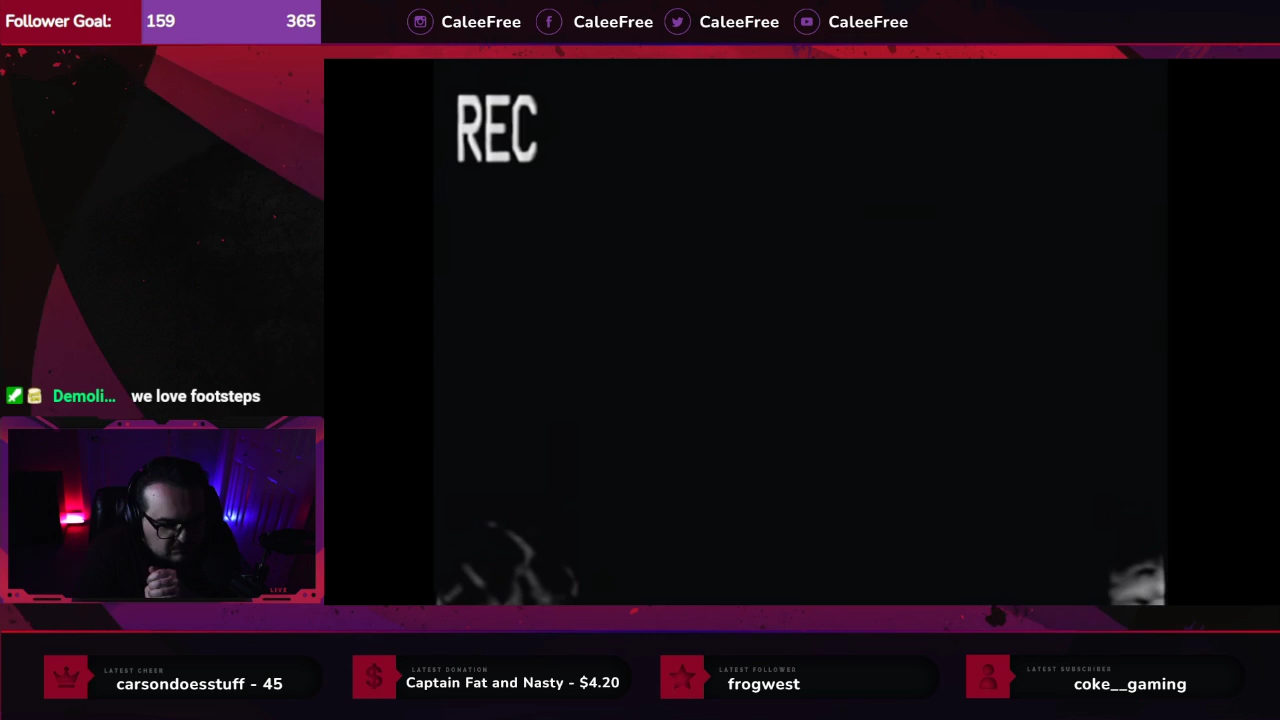 Follower Goal: 159 365
CaleeFree CaleeFree CaleeFree CaleeFree
REC
Demoli... we love footsteps
LIVE
LATEST CHEER
carsondoesstuff - 45
LATEST DONATION
Captain Fat and Nasty - $4.20
LATEST FOLLOWER
frogwest
LATEST SUBSCRIBER
coke__gaming